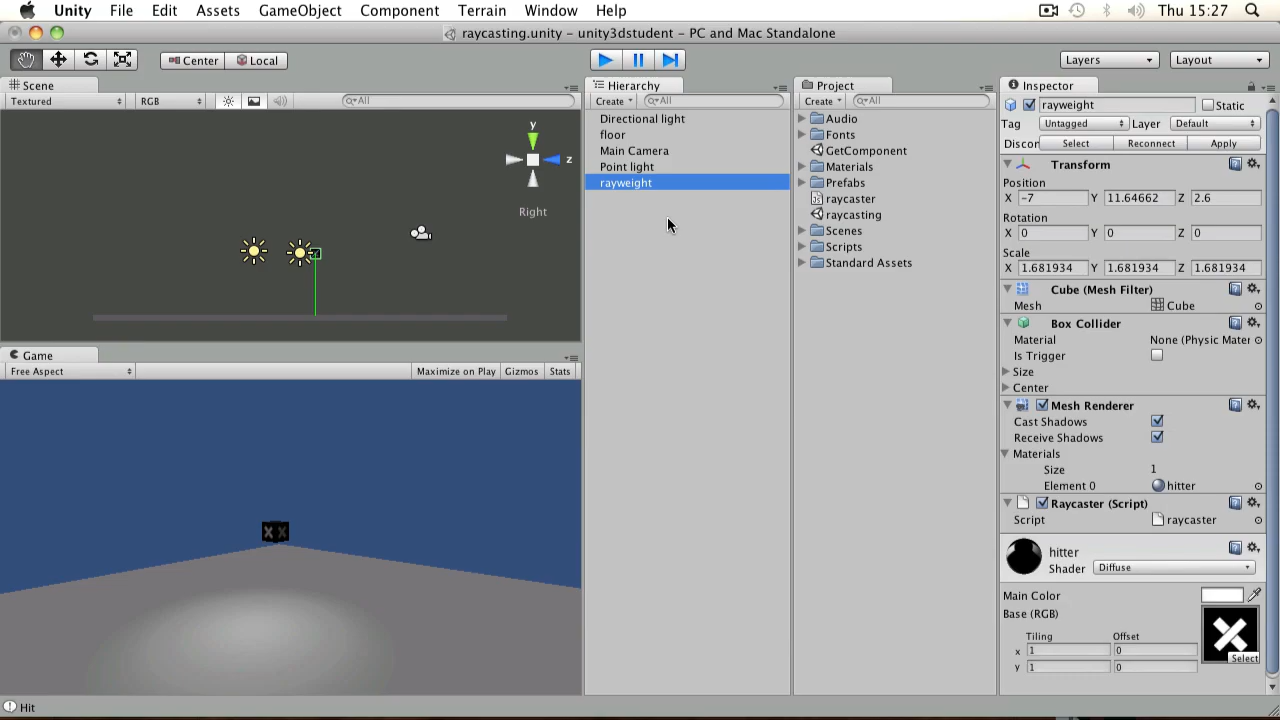 Unity File Edit Assets GameObject Component Terrain Window Help Thu 15:27
raycasting.unity - unity3dstudent - PC and Mac Standalone
Center Local Layers Layout
Scene
Textured RGB All
y
z
Right
Game
Free Aspect Maximize on Play Gizmos Stats
X X
Hierarchy
Create All
Directional light
floor
Main Camera
Point light
rayweight
Project
Create All
Audio
Fonts
GetComponent
Materials
Prefabs
raycaster
raycasting
Scenes
Scripts
Standard Assets
Inspector
rayweight Static
Tag Untagged Layer Default
Discor Select Reconnect Apply
Transform
Position
X -7 Y 11.64662 Z 2.6
Rotation
X 0 Y 0 Z 0
Scale
X 1.681934 Y 1.681934 Z 1.681934
Cube (Mesh Filter)
Mesh Cube
Box Collider
Material None (Physic Mater
Is Trigger
Size
Center
Mesh Renderer
Cast Shadows
Receive Shadows
Materials
Size 1
Element 0 hitter
Raycaster (Script)
Script raycaster
hitter
Shader Diffuse
Main Color
Base (RGB)
Tiling Offset
x 1 0
y 1 0
Select
Hit